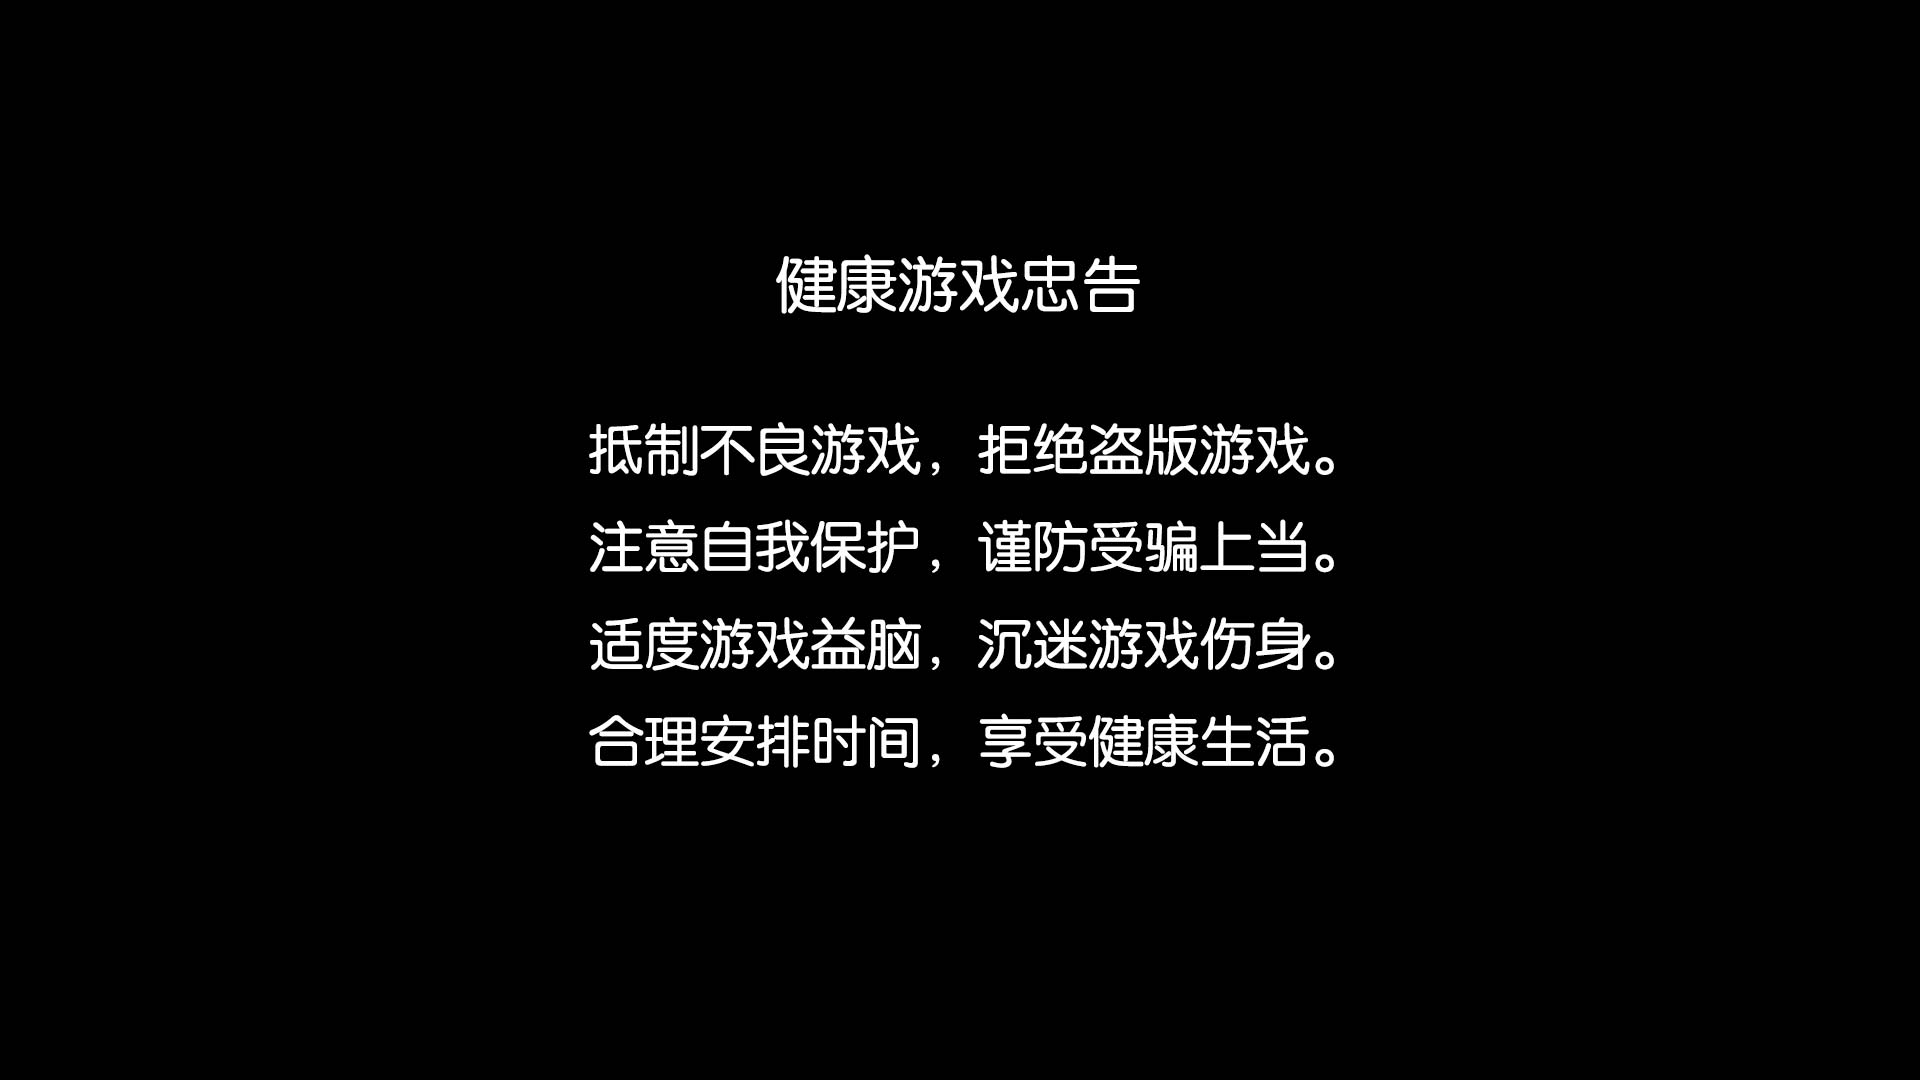 健康游戏忠告
抵制不良游戏，拒绝盗版游戏。
注意自我保护，谨防受骗上当。
适度游戏益脑，沉迷游戏伤身。
合理安排时间，享受健康生活。